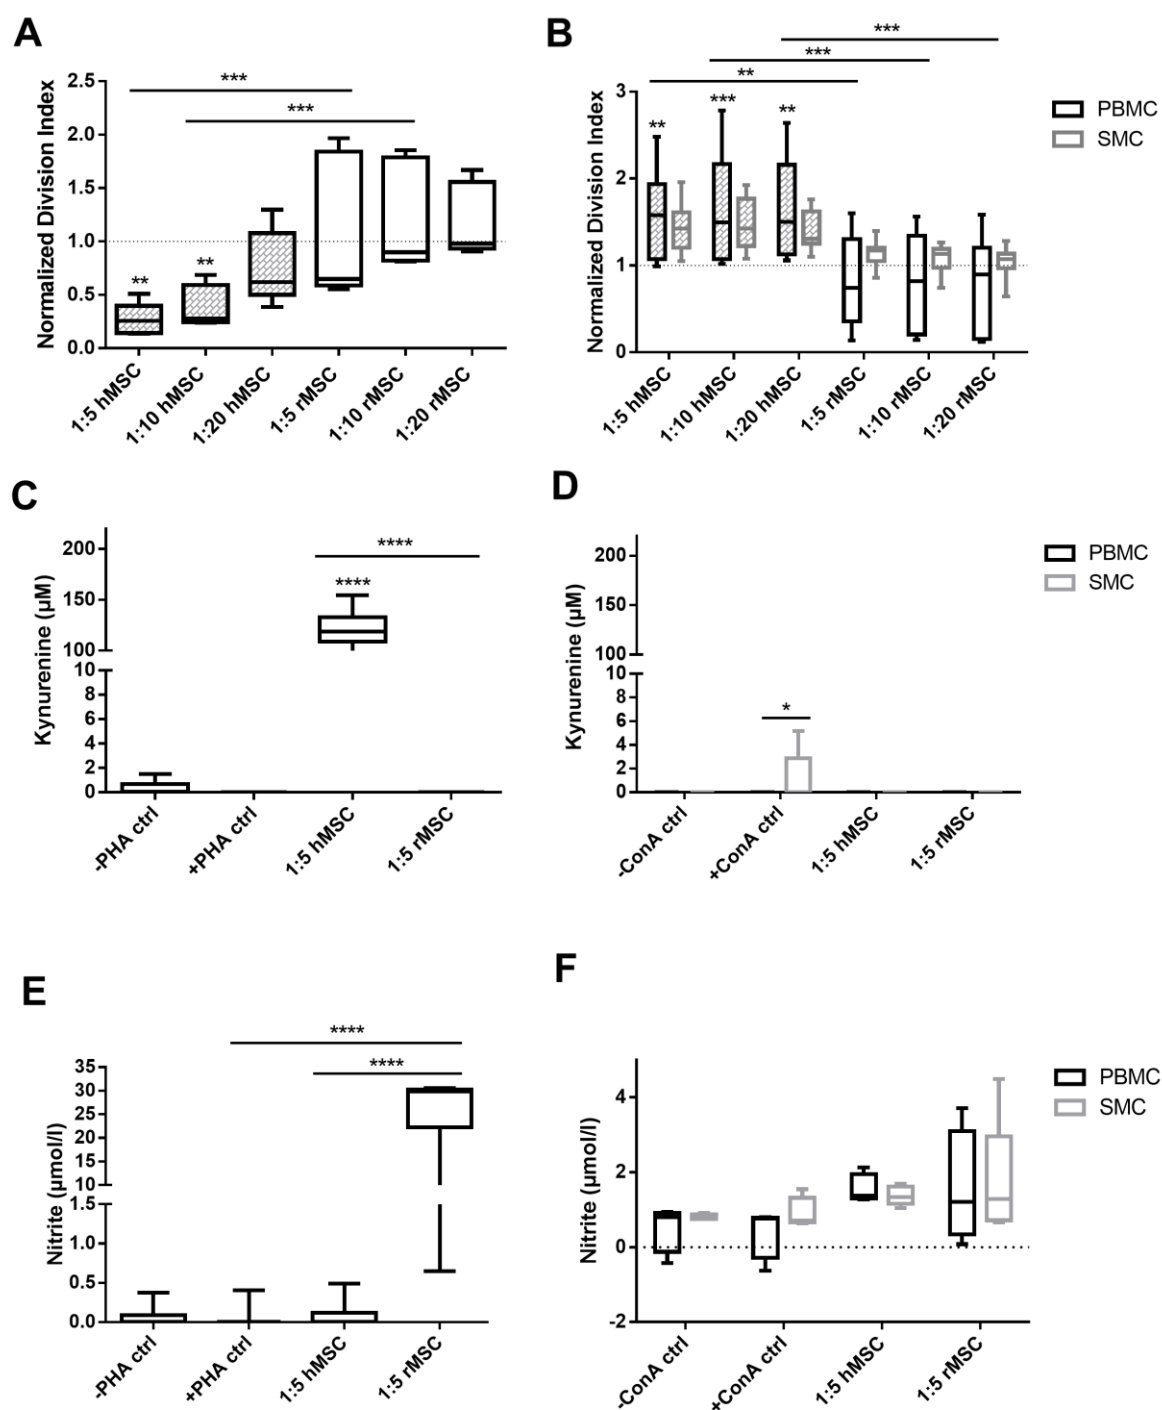 A
Normalized Division Index
2.5
2.0
1.5
1.0
0.5
0.0
***
***
**
**
1:5 hMSC
1:10 hMSC
1:20 hMSC
1:5 rMSC
1:10 rMSC
1:20 rMSC
B
Normalized Division Index
3
2
1
0
***
***
**
**
***
**
PBMC
SMC
1:5 hMSC
1:10 hMSC
1:20 hMSC
1:5 rMSC
1:10 rMSC
1:20 rMSC
C
Kynurenine (µM)
200
150
100
10
8
6
4
2
0
****
****
-PHA ctrl
+PHA ctrl
1:5 hMSC
1:5 rMSC
D
Kynurenine (µM)
200
150
100
10
8
6
4
2
0
*
PBMC
SMC
-ConA ctrl
+ConA ctrl
1:5 hMSC
1:5 rMSC
E
Nitrite (µmol/l)
35
30
25
20
15
10
1.5
1.0
0.5
0.0
****
****
-PHA ctrl
+PHA ctrl
1:5 hMSC
1:5 rMSC
F
Nitrite (µmol/l)
4
2
0
-2
PBMC
SMC
-ConA ctrl
+ConA ctrl
1:5 hMSC
1:5 rMSC